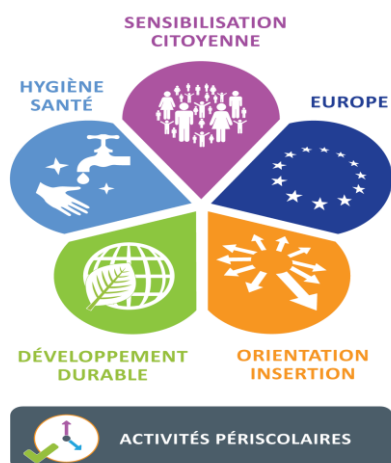 SENSIBILISATION
CITOYENNE
HYGIÈNE
SANTÉ
EUROPE
DÉVELOPPEMENT
DURABLE
ORIENTATION
INSERTION
ACTIVITÉS PÉRISCOLAIRES